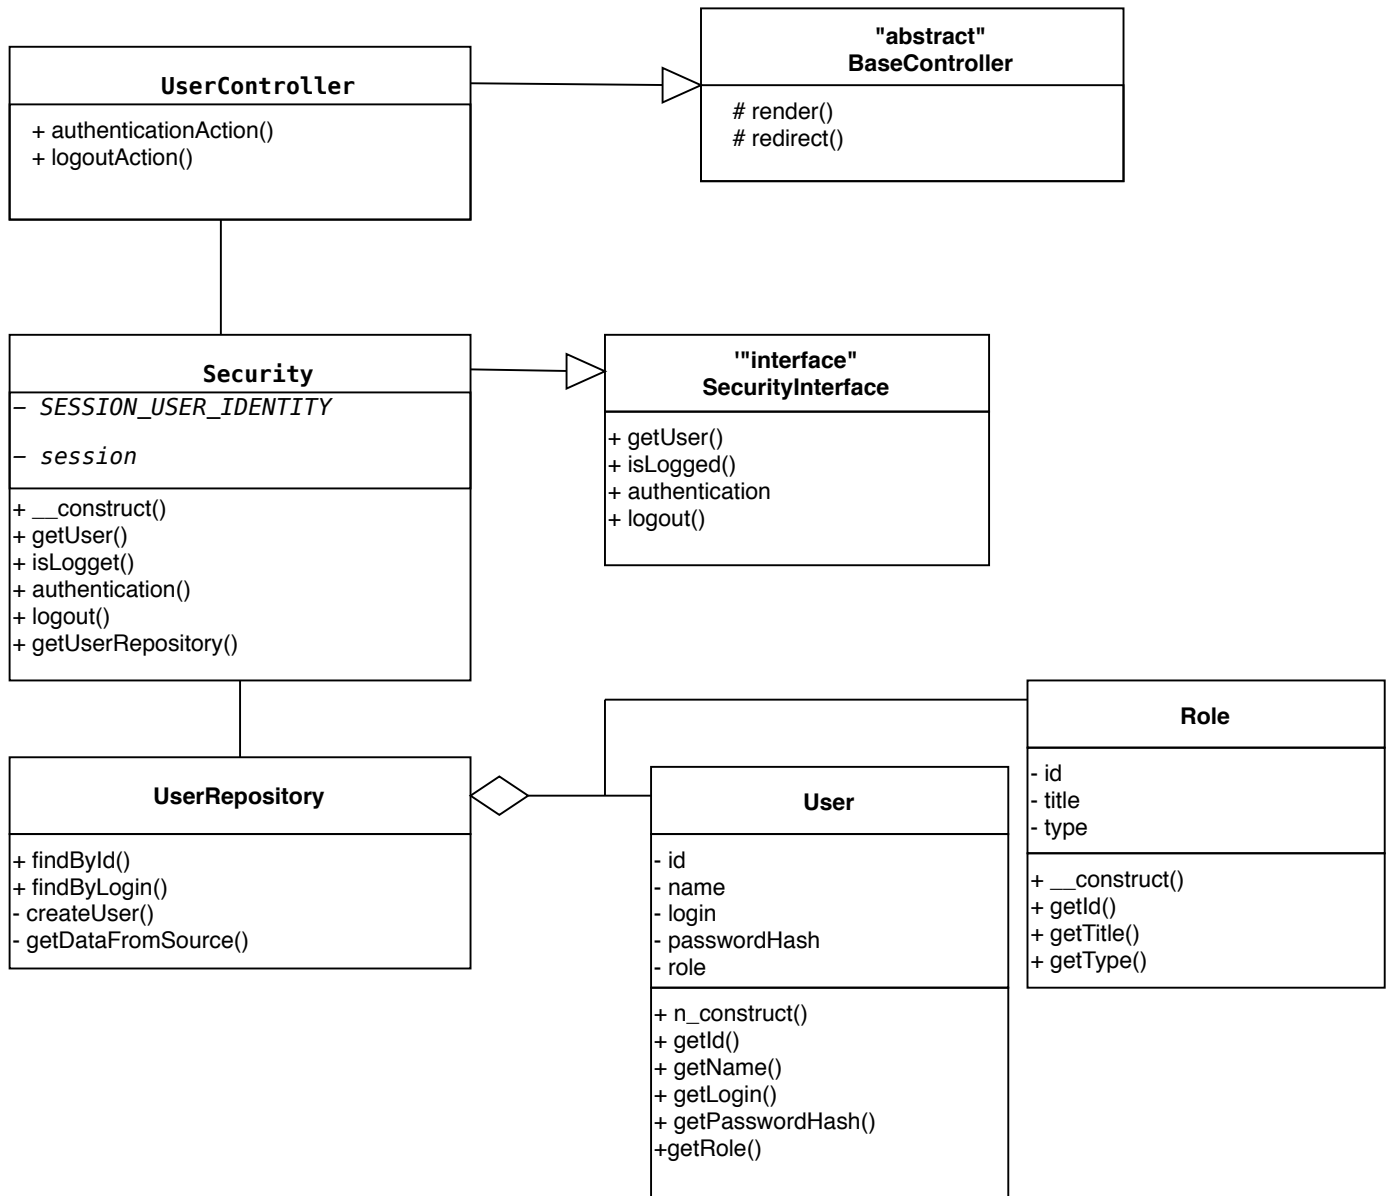 UserController
+ authenticationAction()
+ logoutAction()
"abstract"
BaseController
# render()
# redirect()
Security
– SESSION_USER_IDENTITY
– session
+ __construct()
+ getUser()
+ isLogget()
+ authentication()
+ logout()
+ getUserRepository()
'"interface"
SecurityInterface
+ getUser()
+ isLogged()
+ authentication
+ logout()
UserRepository
+ findById()
+ findByLogin()
- createUser()
- getDataFromSource()
User
- id
- name
- login
- passwordHash
- role
+ n_construct()
+ getId()
+ getName()
+ getLogin()
+ getPasswordHash()
+getRole()
Role
- id
- title
- type
+ __construct()
+ getId()
+ getTitle()
+ getType()